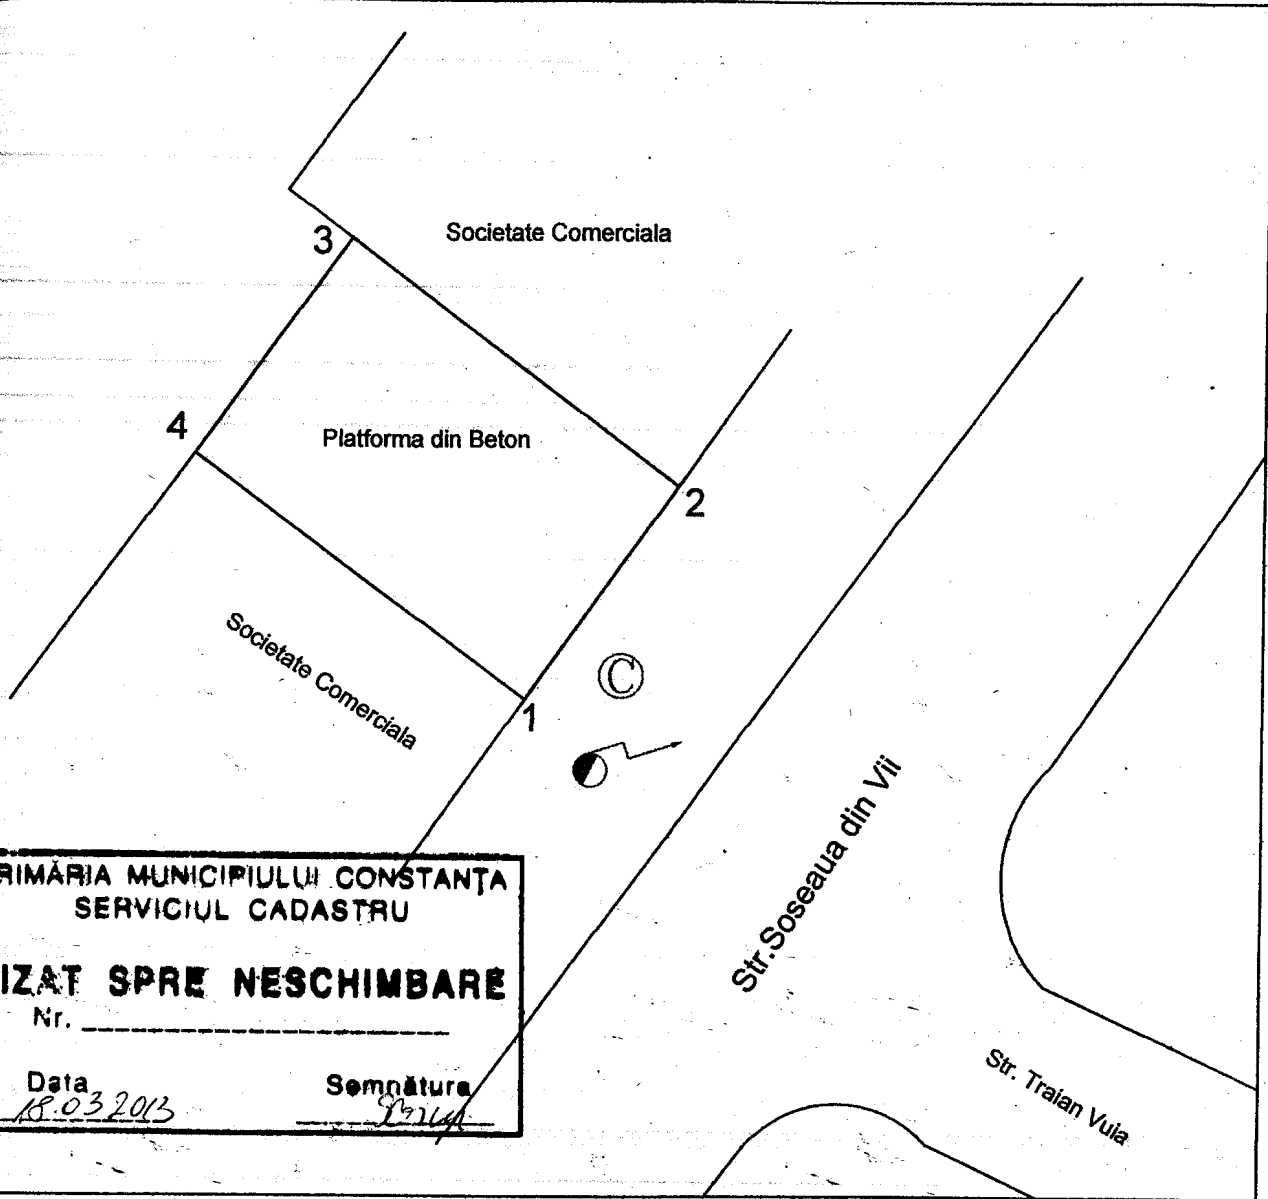 3
Societate Comerciala
4
Platforma din Beton
2
Societate Comerciala
C
1
Str.Soseaua din Vii
RIMĂRIA MUNICIPIULUI CONSTANȚA
SERVICIUL CADASTRU
IZAT SPRE NESCHIMBARE
Nr.
Data
18.03.2013
Semnătura
Str. Traian Vuia